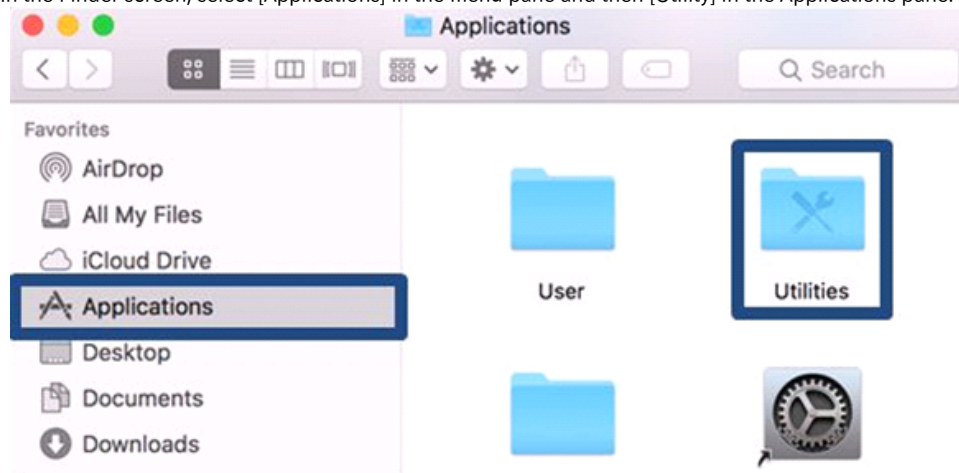 in the Finder screen, select [Applications] in the menu pane and then [Utility] in the Applications pane.
Applications
Search
Favorites
AirDrop
All My Files
iCloud Drive
Applications
Desktop
Documents
Downloads
User
Utilities